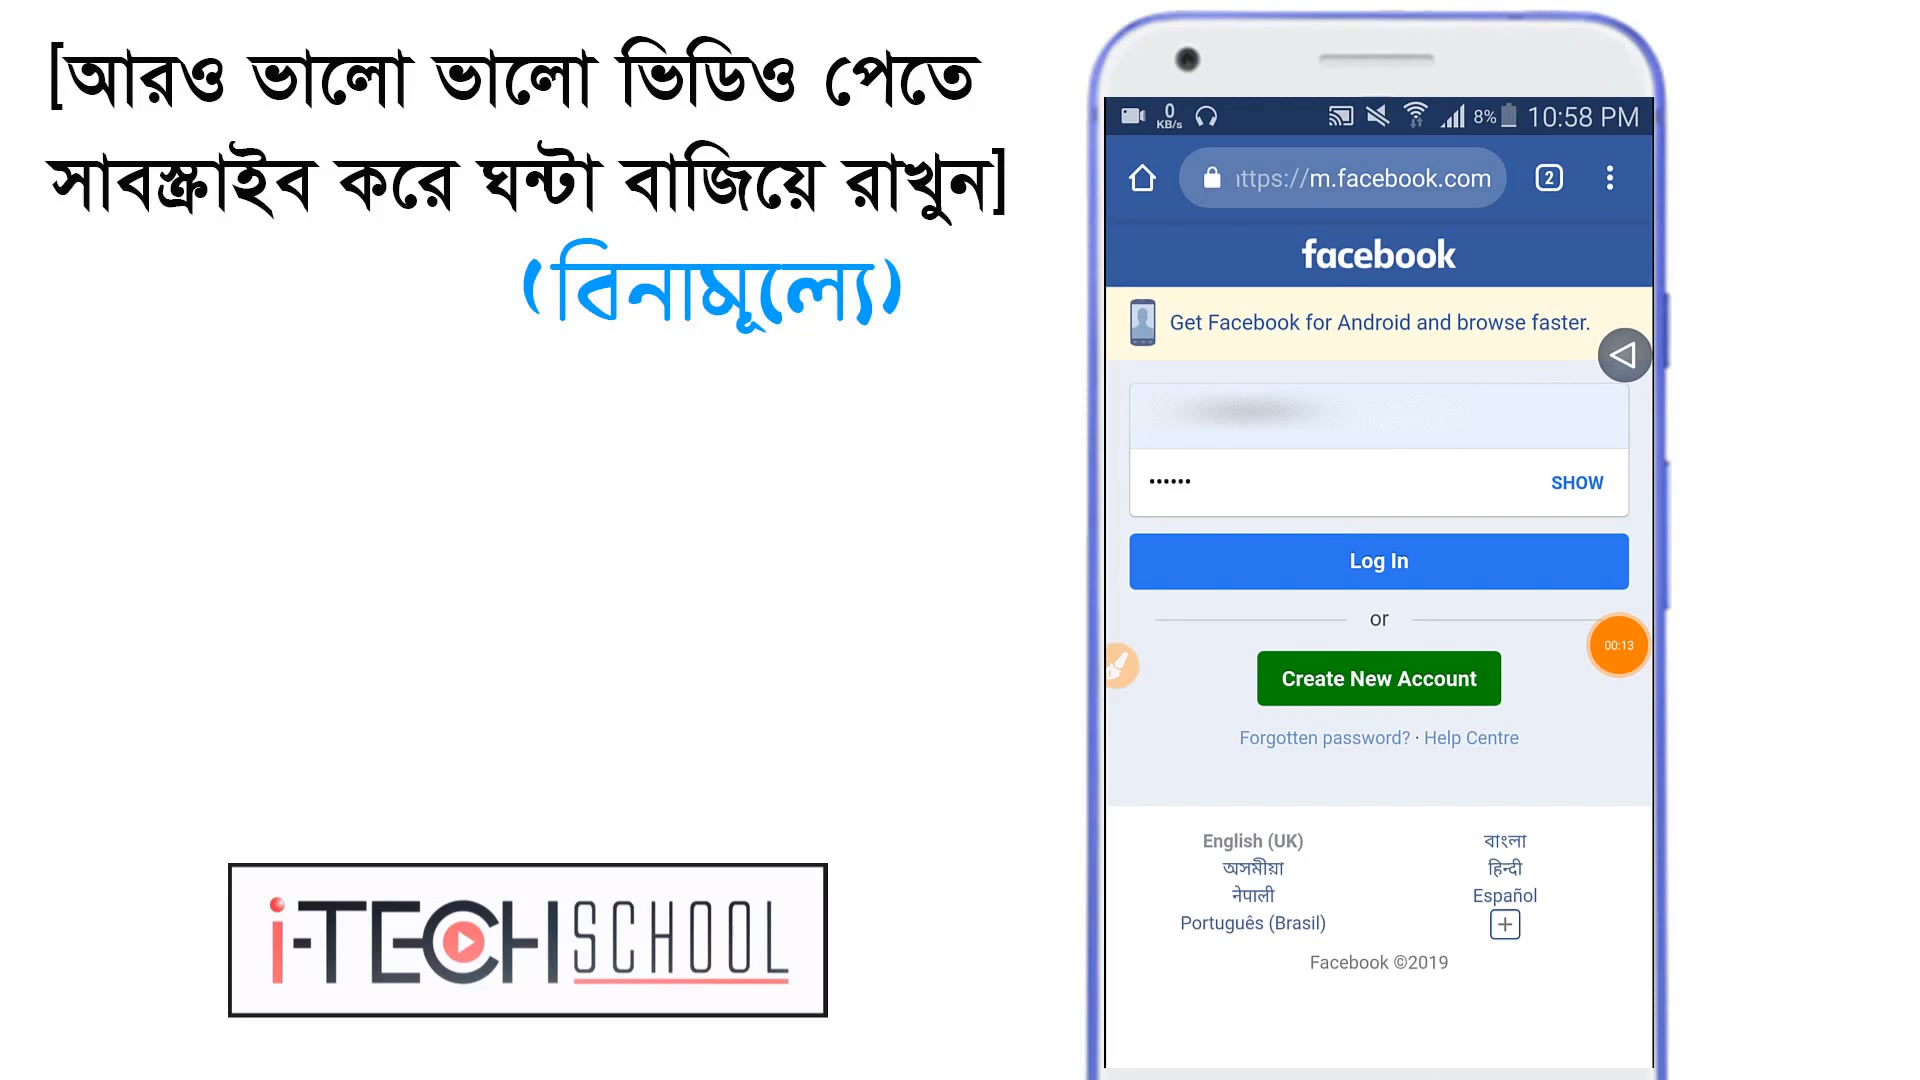 [আরও ভালো ভালো ভিডিও পেতে
সাবস্ক্রাইব করে ঘন্টা বাজিয়ে রাখুন]
(বিনামূল্যে)
i-TECH SCHOOL
0 KB/s 8% 10:58 PM
ttps://m.facebook.com 2
facebook
Get Facebook for Android and browse faster.
•••••• SHOW
Log In
or
00:13
Create New Account
Forgotten password? · Help Centre
English (UK) বাংলা
অসমীয়া हिन्दी
नेपाली Español
Português (Brasil)
Facebook ©2019